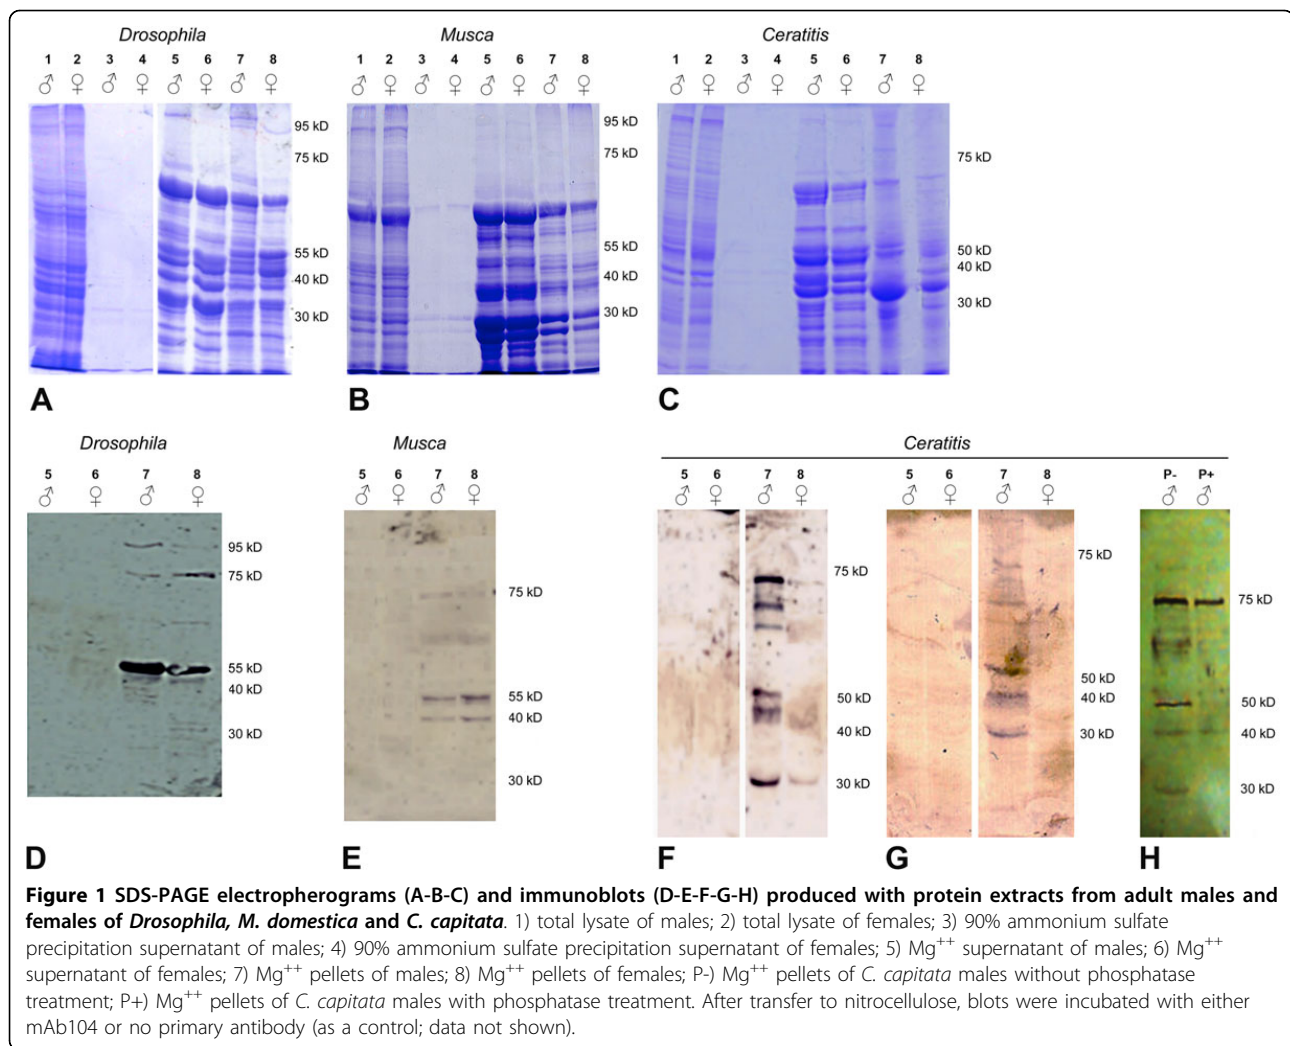 Drosophila
Musca
Ceratitis
1 2 3 4 5 6 7 8
1 2 3 4 5 6 7 8
1 2 3 4 5 6 7 8
♂ ♀ ♂ ♀ ♂ ♀ ♂ ♀
♂ ♀ ♂ ♀ ♂ ♀ ♂ ♀
♂ ♀ ♂ ♀ ♂ ♀ ♂ ♀
95 kD
75 kD
55 kD
40 kD
30 kD
95 kD
75 kD
55 kD
40 kD
30 kD
75 kD
50 kD
40 kD
30 kD
A
B
C
Drosophila
Musca
Ceratitis
5 6 7 8
5 6 7 8
5 6 7 8
5 6 7 8
P- P+
♂ ♀ ♂ ♀
♂ ♀ ♂ ♀
♂ ♀ ♂ ♀
♂ ♀ ♂ ♀
♂ ♂
95 kD
75 kD
55 kD
40 kD
30 kD
75 kD
55 kD
40 kD
30 kD
75 kD
50 kD
40 kD
30 kD
75 kD
50 kD
40 kD
30 kD
75 kD
50 kD
40 kD
30 kD
D
E
F
G
H
Figure 1 SDS-PAGE electropherograms (A-B-C) and immunoblots (D-E-F-G-H) produced with protein extracts from adult males and
females of Drosophila, M. domestica and C. capitata. 1) total lysate of males; 2) total lysate of females; 3) 90% ammonium sulfate
precipitation supernatant of males; 4) 90% ammonium sulfate precipitation supernatant of females; 5) Mg++ supernatant of males; 6) Mg++
supernatant of females; 7) Mg++ pellets of males; 8) Mg++ pellets of females; P-) Mg++ pellets of C. capitata males without phosphatase
treatment; P+) Mg++ pellets of C. capitata males with phosphatase treatment. After transfer to nitrocellulose, blots were incubated with either
mAb104 or no primary antibody (as a control; data not shown).